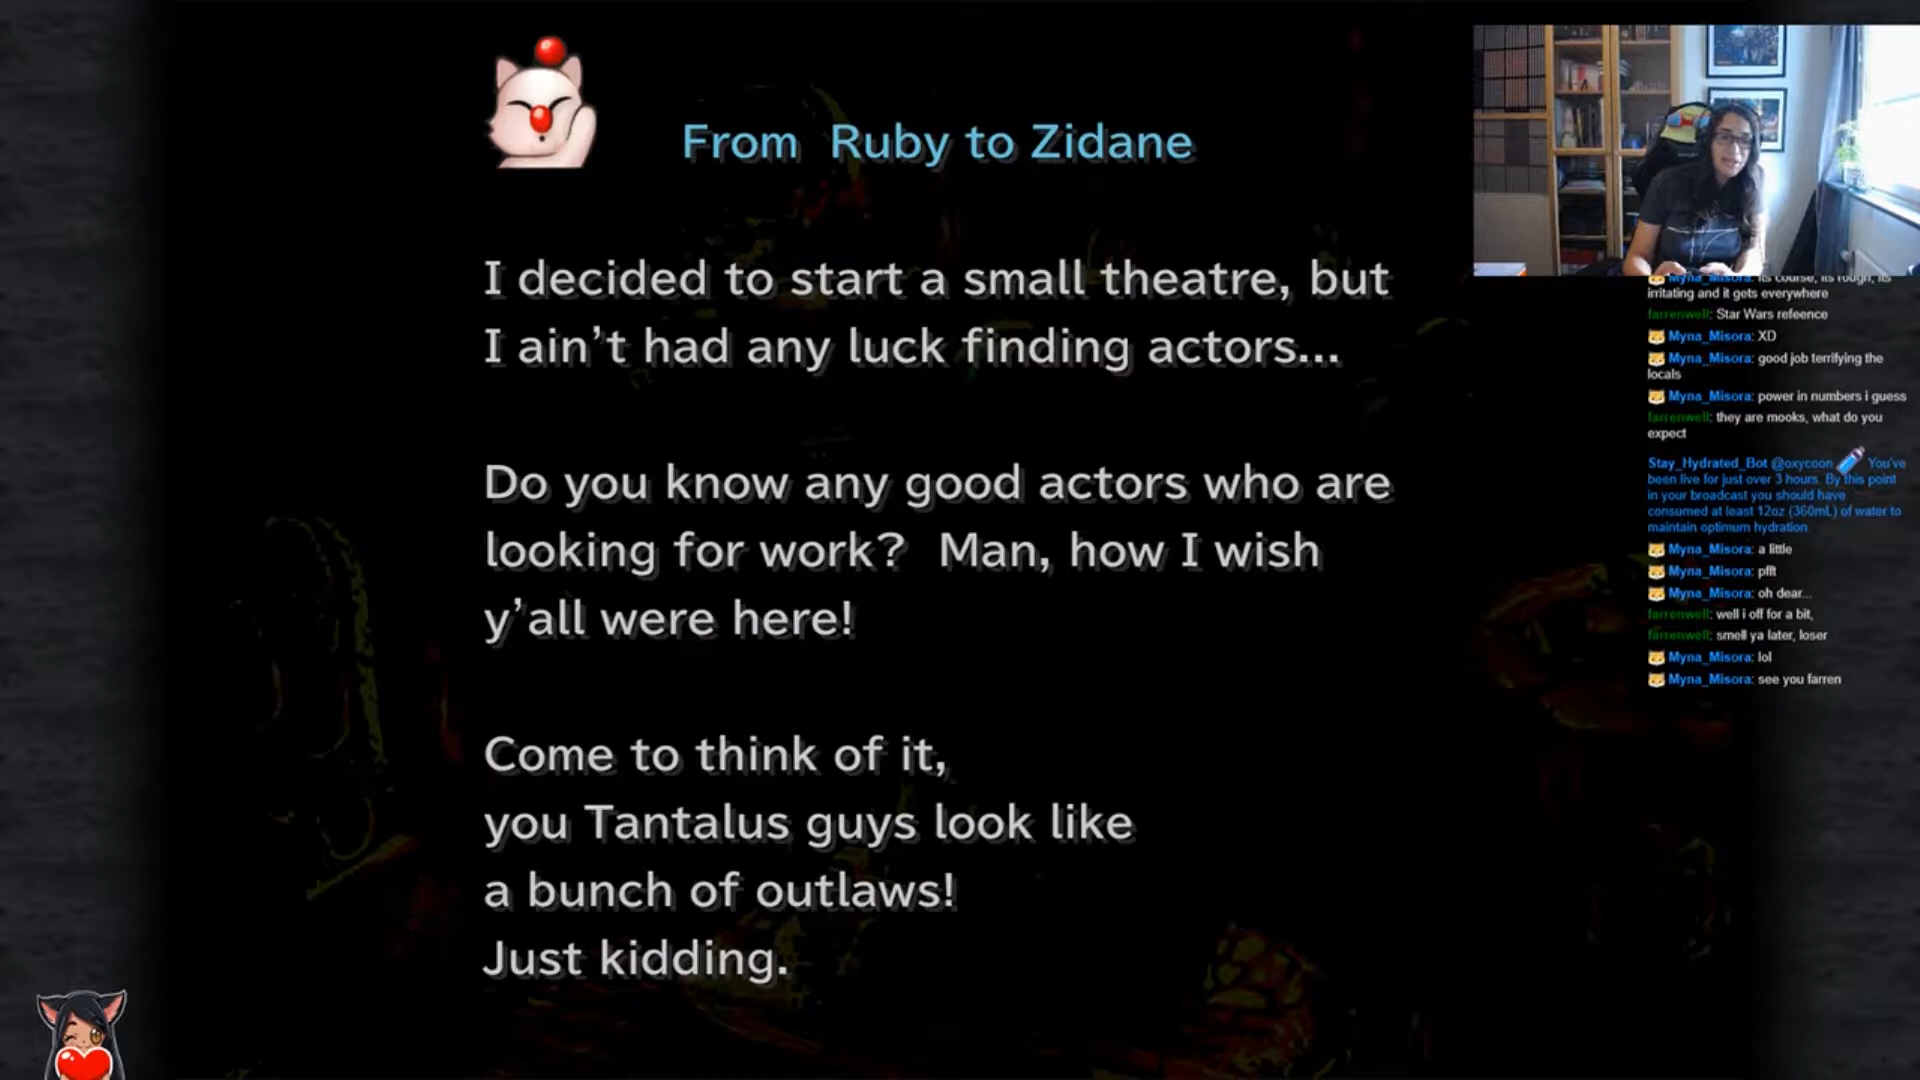 From Ruby to Zidane
I decided to start a small theatre, but
I ain't had any luck finding actors...
Do you know any good actors who are
looking for work? Man, how I wish
y'all were here!
Come to think of it,
you Tantalus guys look like
a bunch of outlaws!
Just kidding.
Myna_Misora: its course, its rough, its
irritating and it gets everywhere
farrenwell: Star Wars refeence
Myna_Misora: XD
Myna_Misora: good job terrifying the
locals
Myna_Misora: power in numbers i guess
farrenwell: they are mooks, what do you
expect
Stay_Hydrated_Bot @oxycoon You've
been live for just over 3 hours. By this point
in your broadcast you should have
consumed at least 12oz (360mL) of water to
maintain optimum hydration
Myna_Misora: a little
Myna_Misora: pfft
Myna_Misora: oh dear...
farrenwell: well i off for a bit,
farrenwell: smell ya later, loser
Myna_Misora: lol
Myna_Misora: see you farren